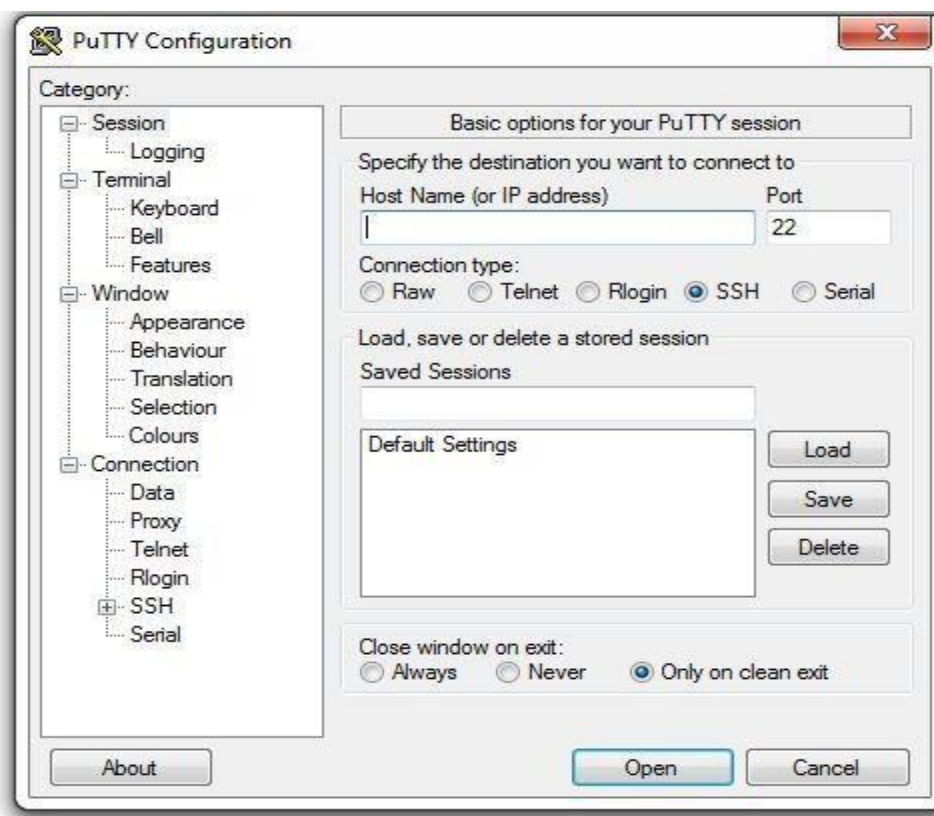 PuTTY Configuration
Category:
Session
Logging
Terminal
Keyboard
Bell
Features
Window
Appearance
Behaviour
Translation
Selection
Colours
Connection
Data
Proxy
Telnet
Rlogin
SSH
Serial
Basic options for your PuTTY session
Specify the destination you want to connect to
Host Name (or IP address) Port
22
Connection type:
Raw Telnet Rlogin SSH Serial
Load, save or delete a stored session
Saved Sessions
Default Settings
Load
Save
Delete
Close window on exit:
Always Never Only on clean exit
About Open Cancel